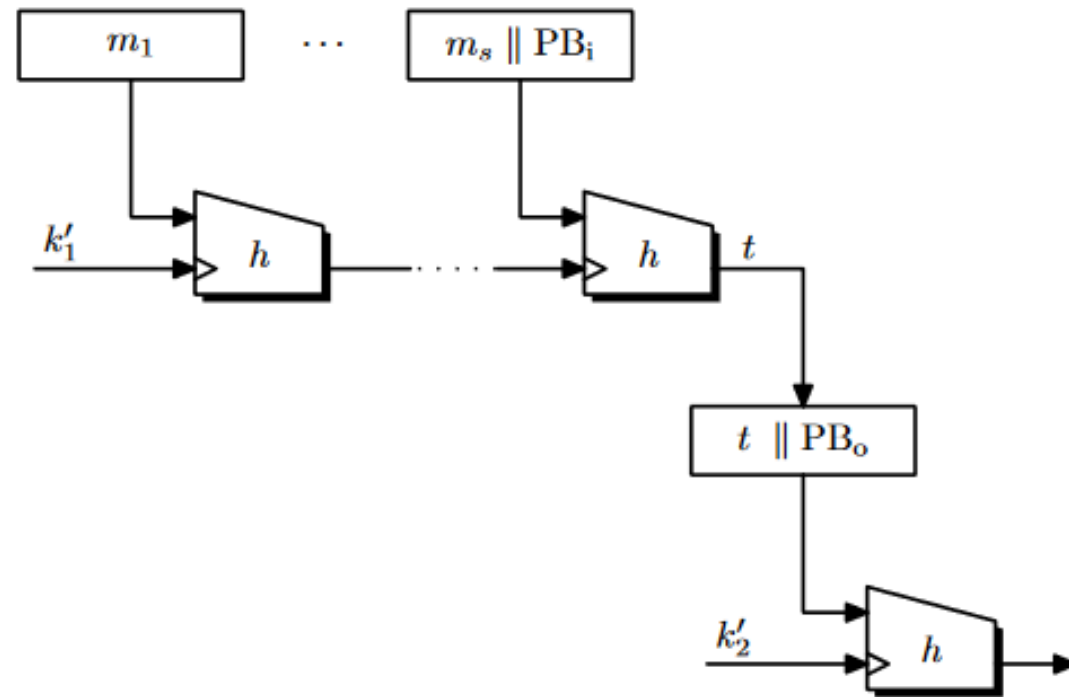 m₁ ⋯ mₛ ∥ PBᵢ
k′₁ h h t
t ∥ PBₒ
k′₂ h